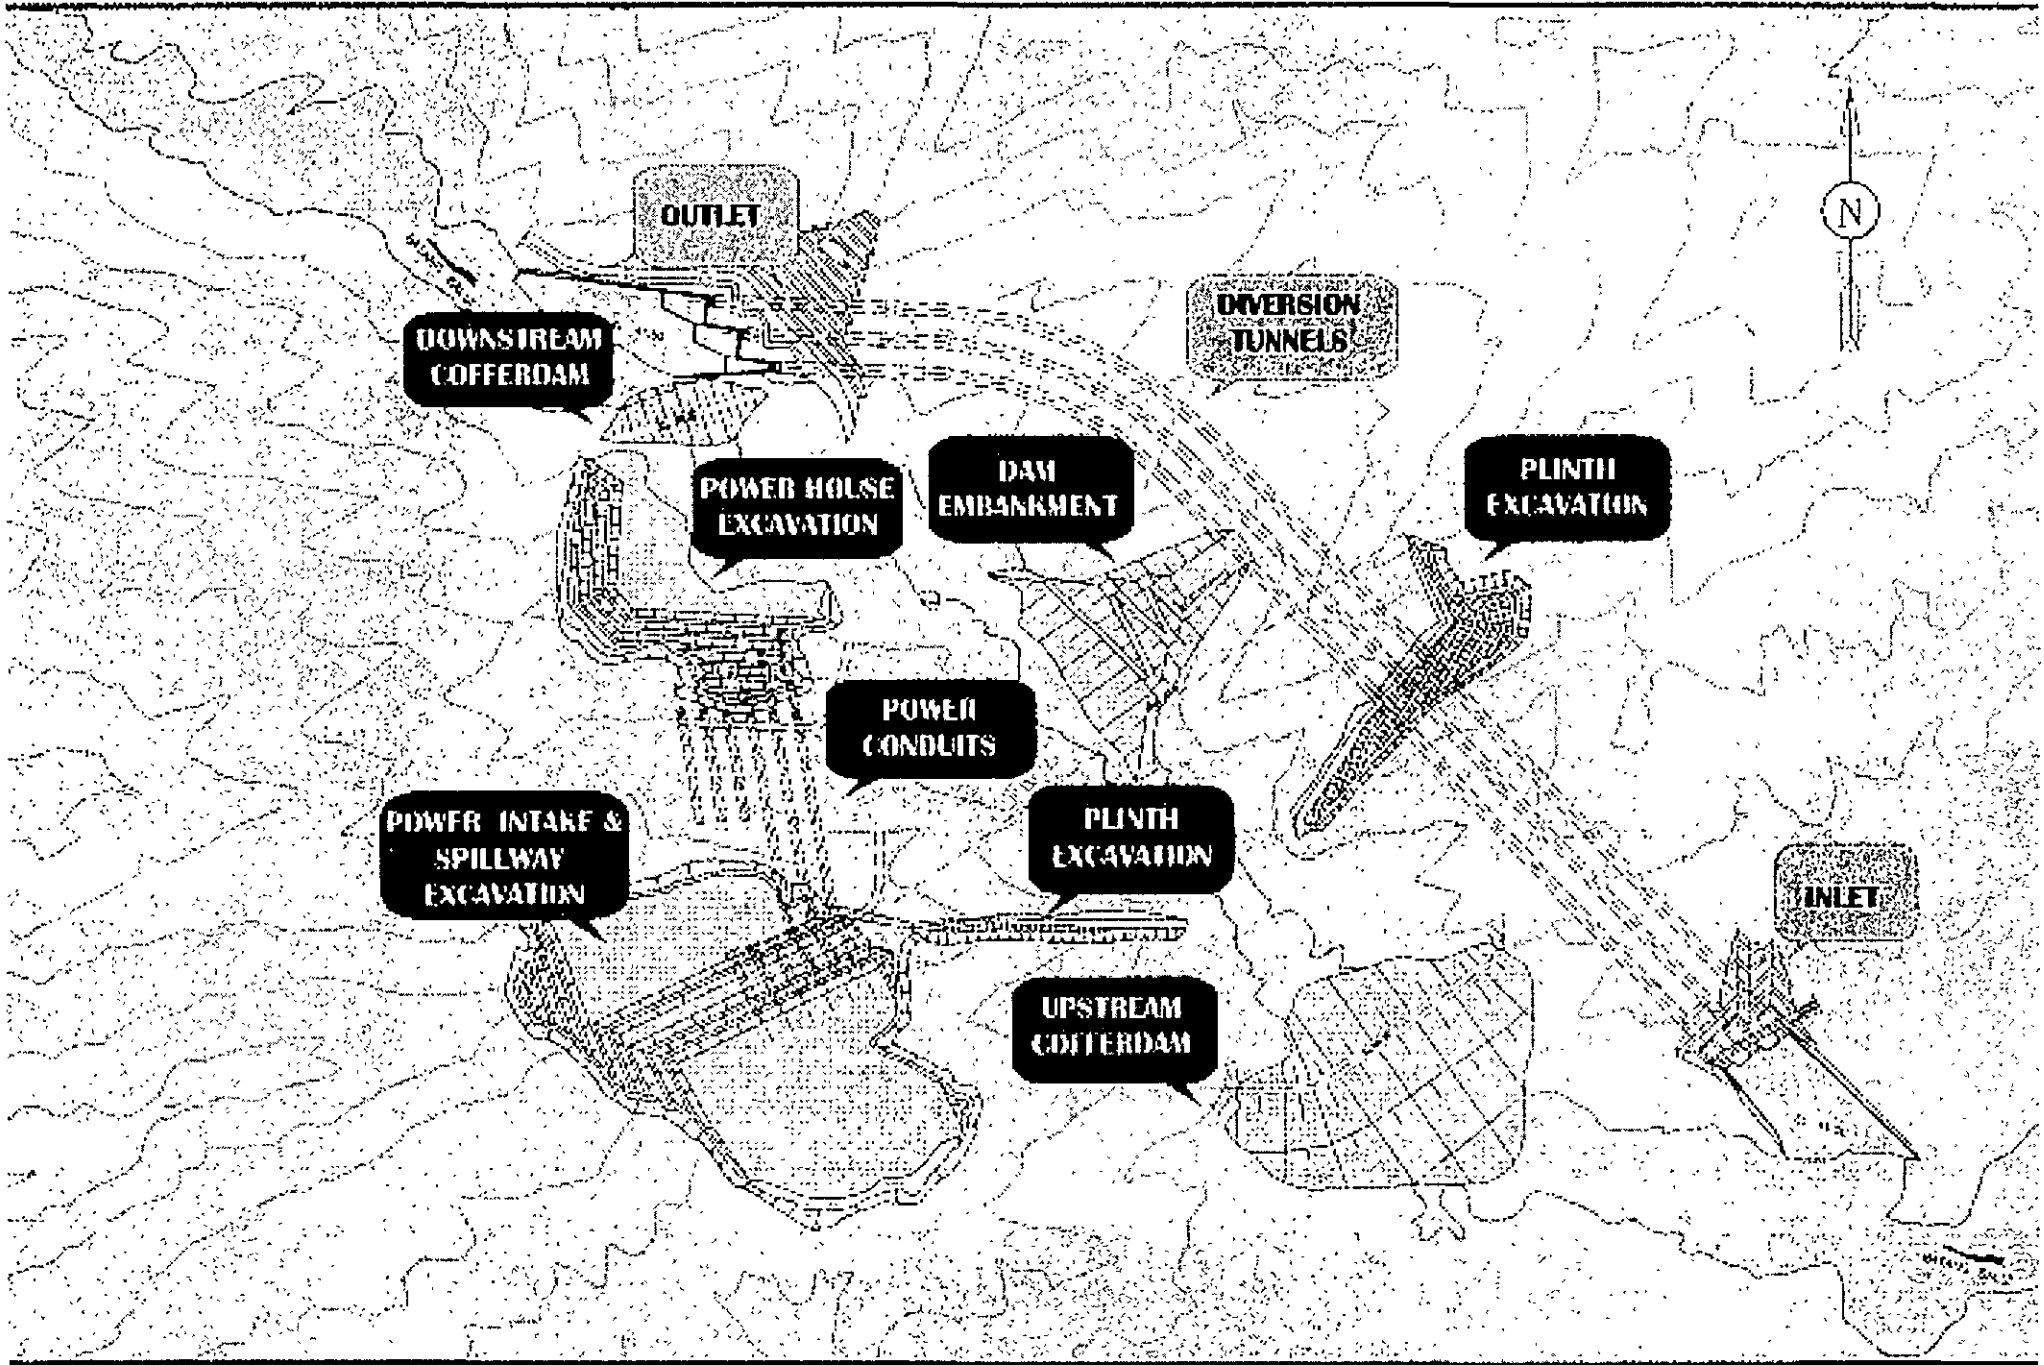 N
OUTLET
DIVERSION
TUNNELS
DOWNSTREAM
COFFERDAM
POWER HOUSE
EXCAVATION
DAM
EMBANKMENT
PLINTH
EXCAVATION
POWER
CONDUITS
POWER INTAKE &
SPILLWAY
EXCAVATION
PLINTH
EXCAVATION
INLET
UPSTREAM
COFFERDAM